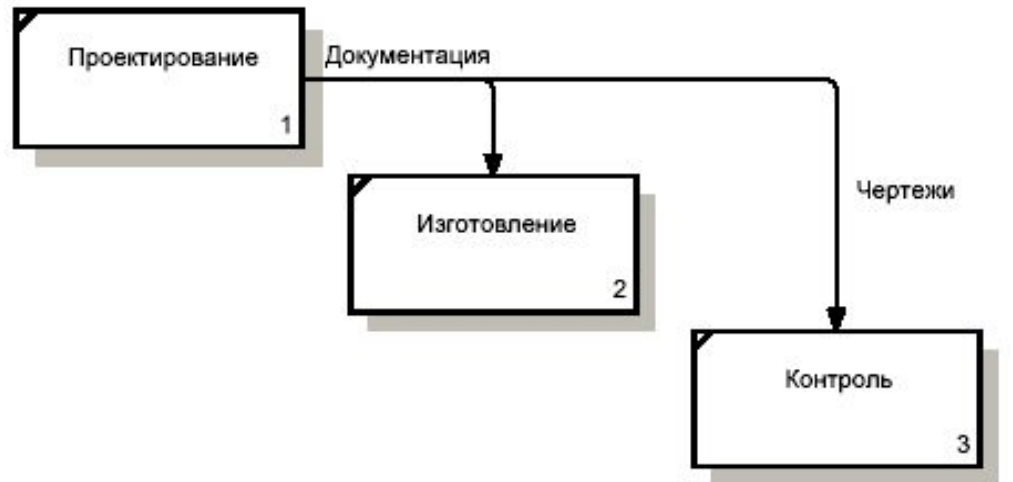 Проектирование
1
Документация
Чертежи
Изготовление
2
Контроль
3